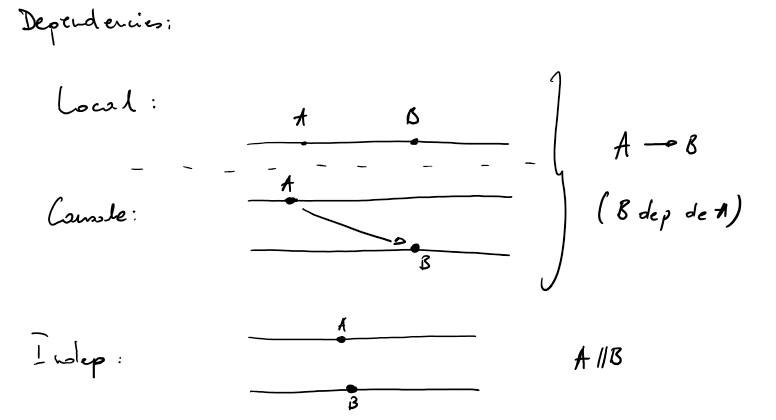 Dependencies:
Local :
A B
A → B
A
Causale:
(B dep de A)
B
A
Indep :
A // B
B